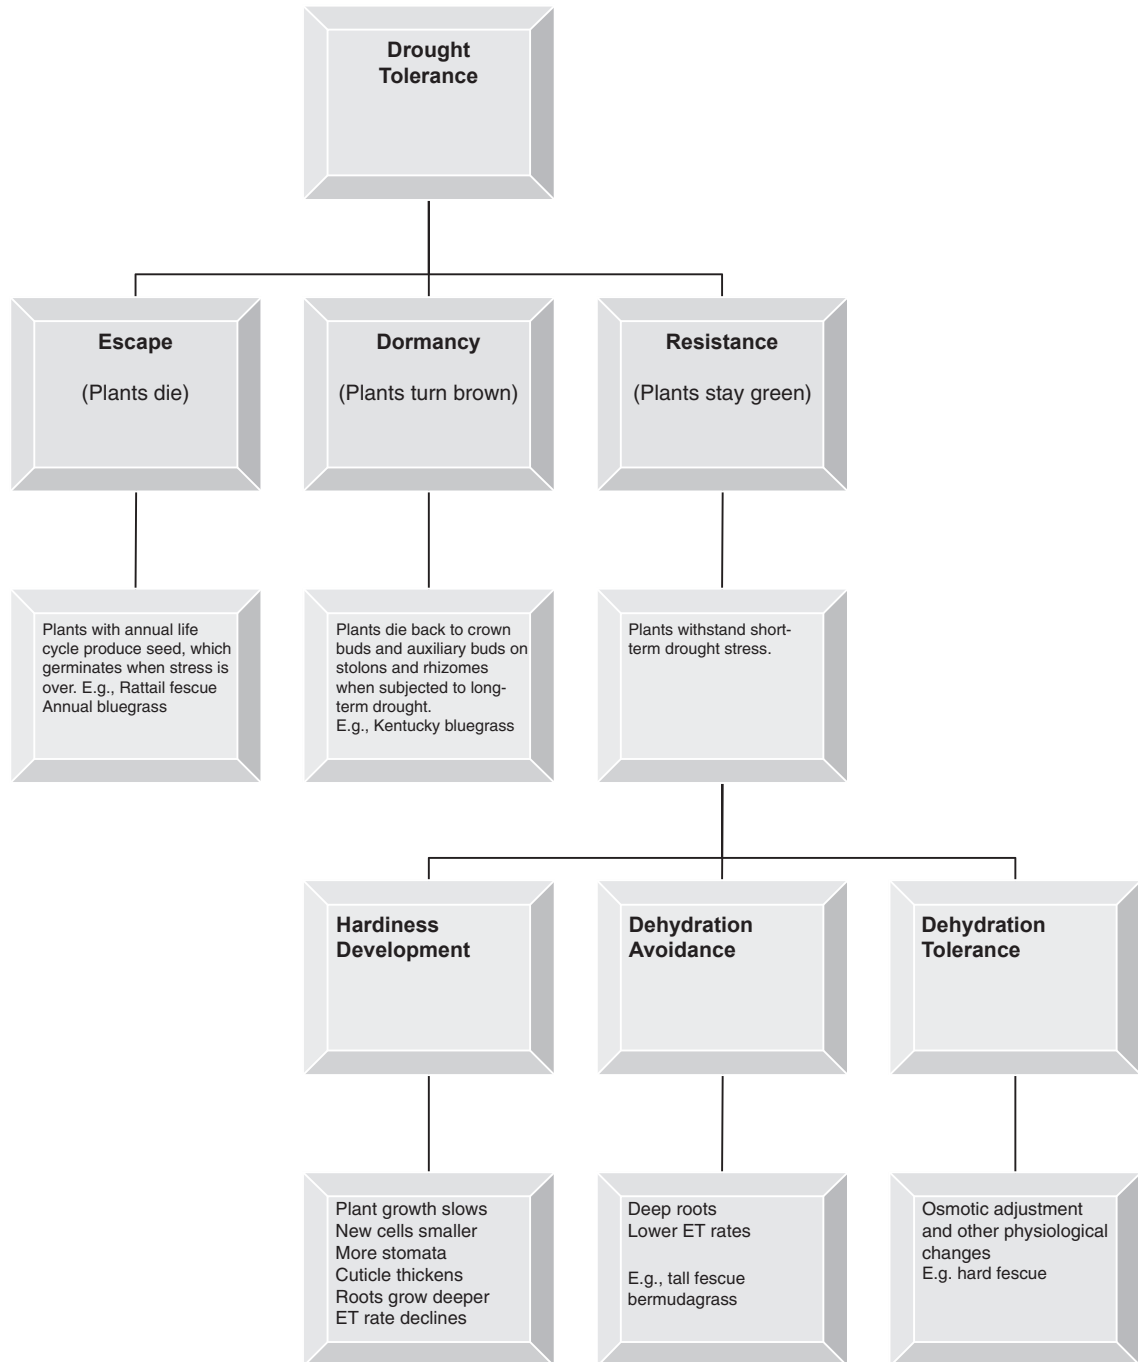 Drought
Tolerance
Escape
(Plants die)
Dormancy
(Plants turn brown)
Resistance
(Plants stay green)
Plants with annual life
cycle produce seed, which
germinates when stress is
over. E.g., Rattail fescue
Annual bluegrass
Plants die back to crown
buds and auxiliary buds on
stolons and rhizomes
when subjected to long-
term drought.
E.g., Kentucky bluegrass
Plants withstand short-
term drought stress.
Hardiness
Development
Dehydration
Avoidance
Dehydration
Tolerance
Plant growth slows
New cells smaller
More stomata
Cuticle thickens
Roots grow deeper
ET rate declines
Deep roots
Lower ET rates
E.g., tall fescue
bermudagrass
Osmotic adjustment
and other physiological
changes
E.g. hard fescue